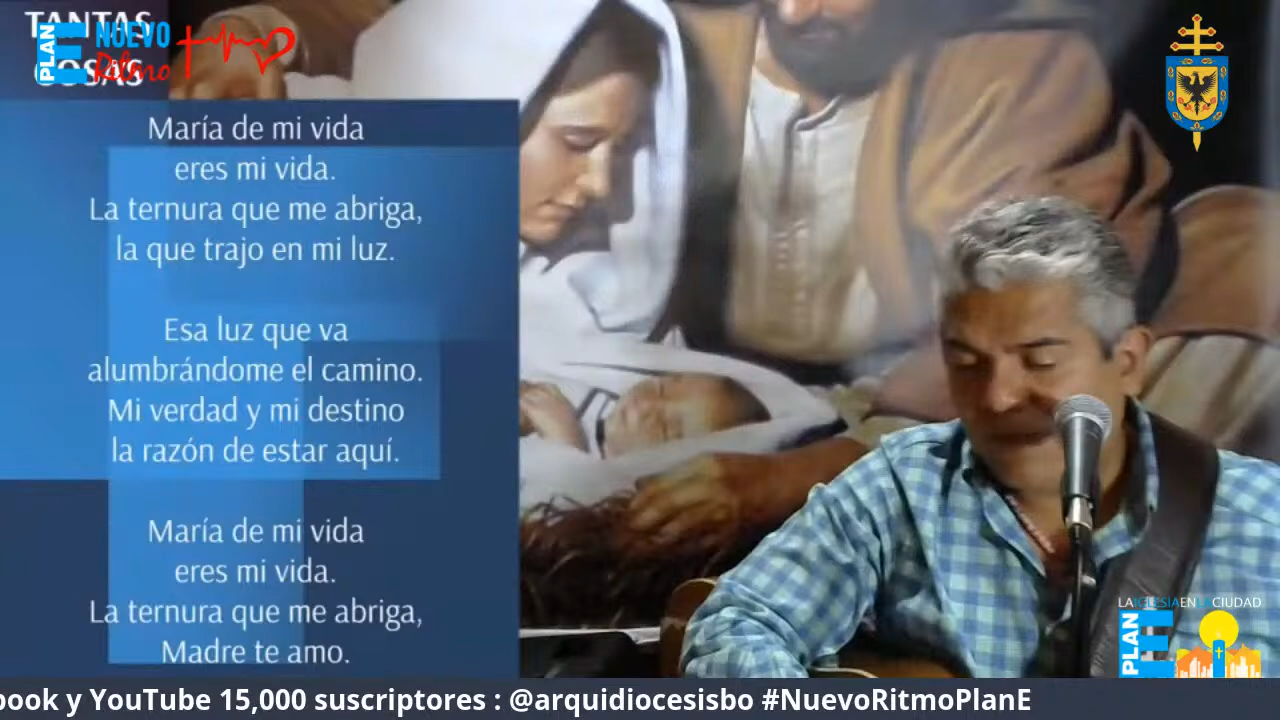 TANTAS
COSAS
PLAN
E
NUEVO
Ritmo
María de mi vida
eres mi vida.
La ternura que me abriga,
la que trajo en mi luz.
Esa luz que va
alumbrándome el camino.
Mi verdad y mi destino
la razón de estar aquí.
María de mi vida
eres mi vida.
La ternura que me abriga,
Madre te amo.
LAIGLESIAENLACIUDAD
PLAN
E
book y YouTube 15,000 suscriptores : @arquidiocesisbo #NuevoRitmoPlanE